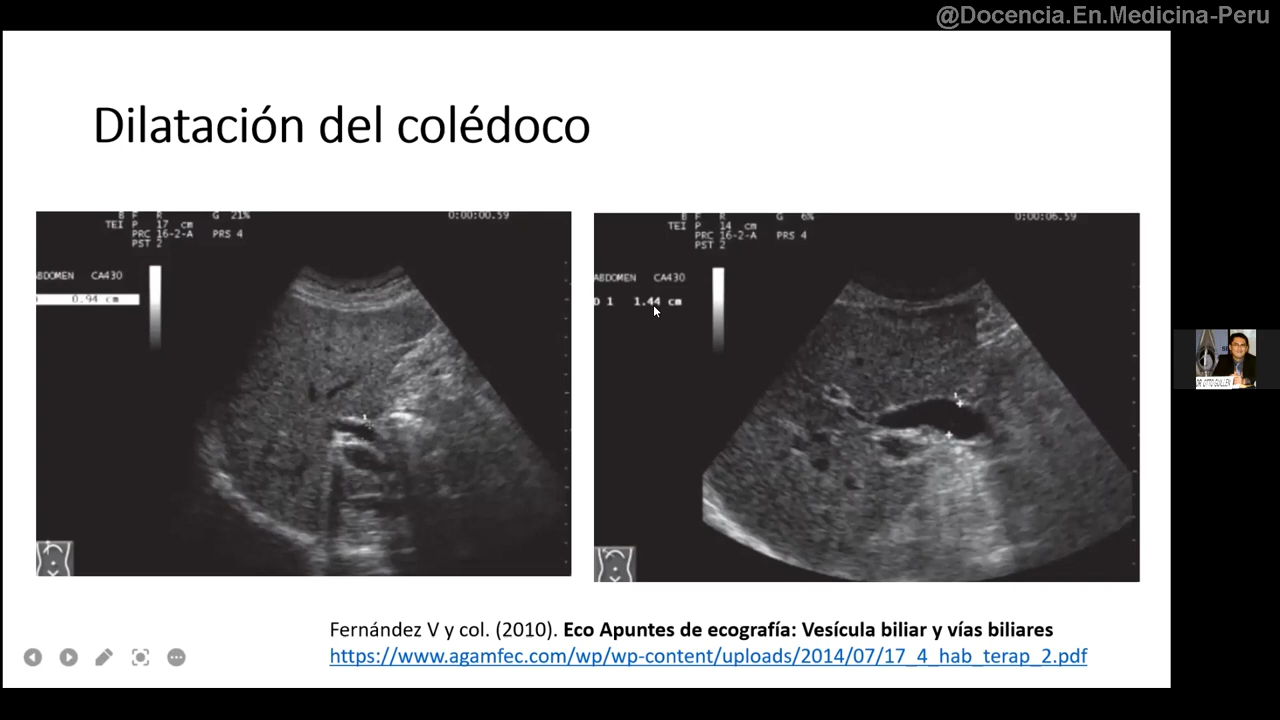 @Docencia.En.Medicina-Peru
Dilatación del colédoco
B F R G 21%
TEI P 17 cm
PRC 16-2-A PRS 4
PST 2
0:00:00.59
ABDOMEN CA430
0.94 cm
B F R G 6%
TEI P 14 cm
PRC 16-2-A PRS 4
PST 2
0:00:06.59
ABDOMEN CA430
D 1 1.44 cm
DR. OTTO GUILLEN
Fernández V y col. (2010). Eco Apuntes de ecografía: Vesícula biliar y vías biliares
https://www.agamfec.com/wp/wp-content/uploads/2014/07/17_4_hab_terap_2.pdf